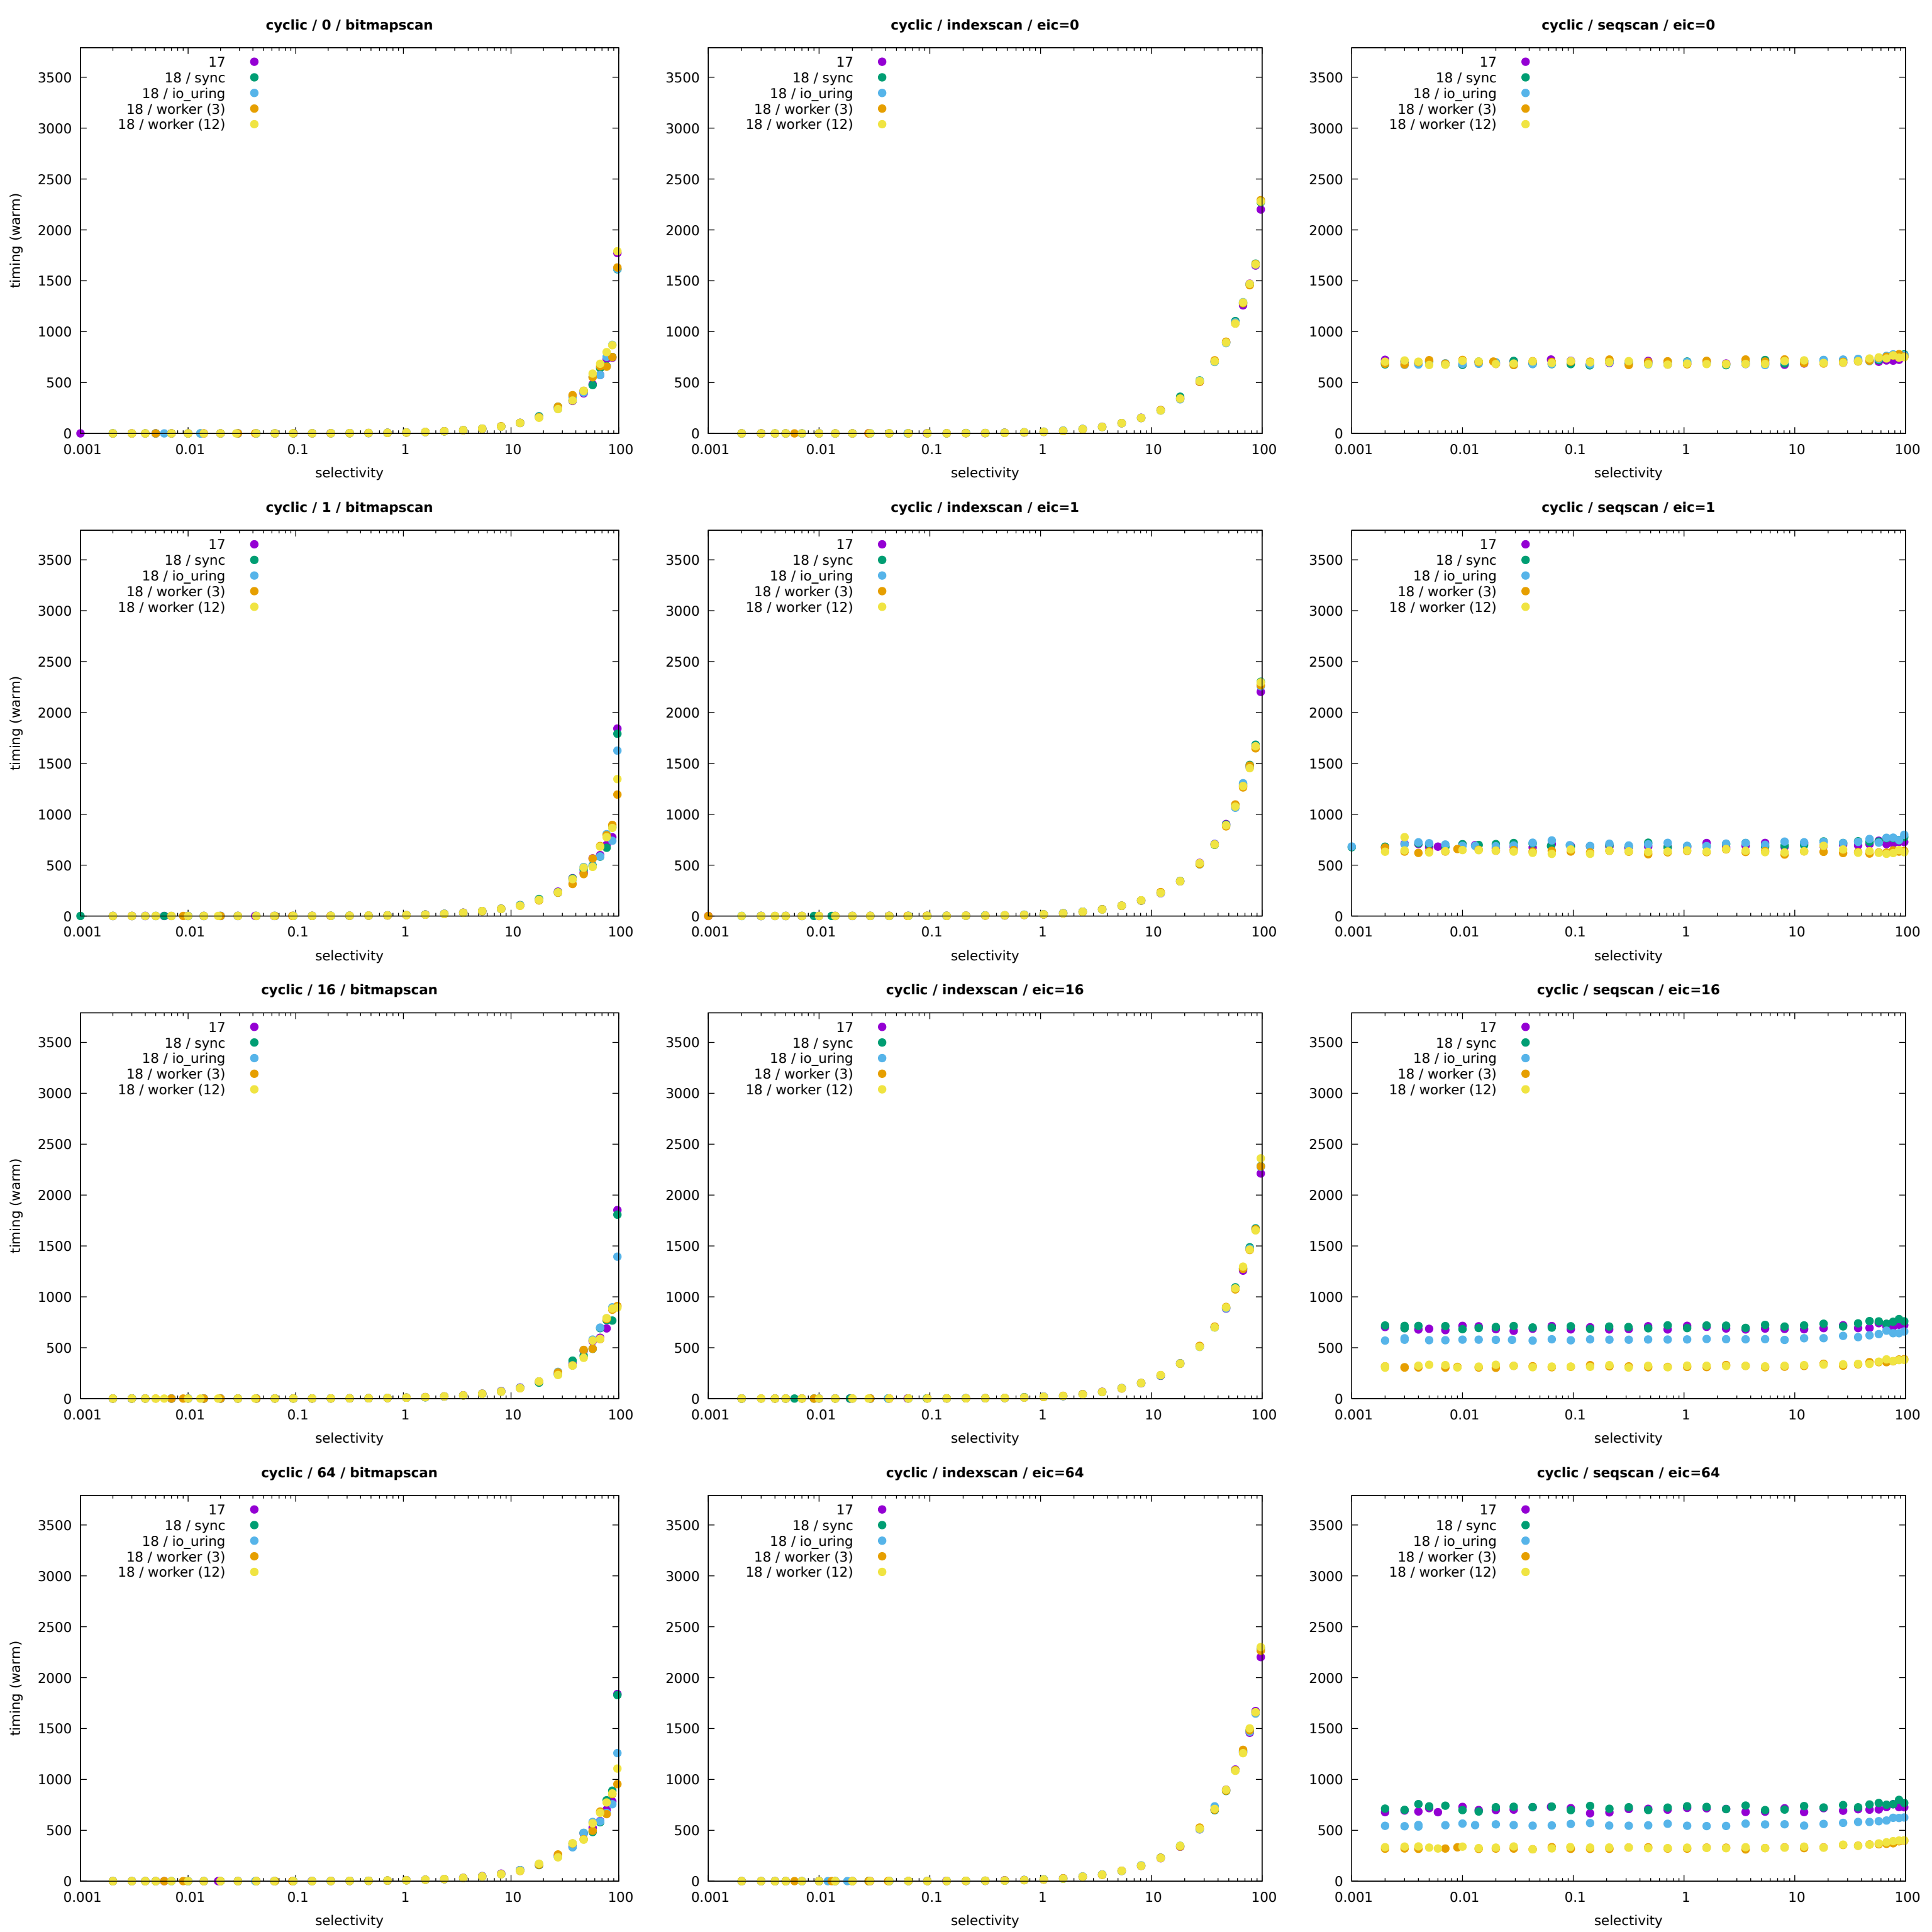 cyclic / 0 / bitmapscan
timing (warm)
3500
3000
2500
2000
1500
1000
500
0
17
18 / sync
18 / io_uring
18 / worker (3)
18 / worker (12)
0.001 0.01 0.1 1 10 100
selectivity
cyclic / indexscan / eic=0
3500
3000
2500
2000
1500
1000
500
0
17
18 / sync
18 / io_uring
18 / worker (3)
18 / worker (12)
0.001 0.01 0.1 1 10 100
selectivity
cyclic / seqscan / eic=0
3500
3000
2500
2000
1500
1000
500
0
17
18 / sync
18 / io_uring
18 / worker (3)
18 / worker (12)
0.001 0.01 0.1 1 10 100
selectivity
cyclic / 1 / bitmapscan
timing (warm)
3500
3000
2500
2000
1500
1000
500
0
17
18 / sync
18 / io_uring
18 / worker (3)
18 / worker (12)
0.001 0.01 0.1 1 10 100
selectivity
cyclic / indexscan / eic=1
3500
3000
2500
2000
1500
1000
500
0
17
18 / sync
18 / io_uring
18 / worker (3)
18 / worker (12)
0.001 0.01 0.1 1 10 100
selectivity
cyclic / seqscan / eic=1
3500
3000
2500
2000
1500
1000
500
0
17
18 / sync
18 / io_uring
18 / worker (3)
18 / worker (12)
0.001 0.01 0.1 1 10 100
selectivity
cyclic / 16 / bitmapscan
timing (warm)
3500
3000
2500
2000
1500
1000
500
0
17
18 / sync
18 / io_uring
18 / worker (3)
18 / worker (12)
0.001 0.01 0.1 1 10 100
selectivity
cyclic / indexscan / eic=16
3500
3000
2500
2000
1500
1000
500
0
17
18 / sync
18 / io_uring
18 / worker (3)
18 / worker (12)
0.001 0.01 0.1 1 10 100
selectivity
cyclic / seqscan / eic=16
3500
3000
2500
2000
1500
1000
500
0
17
18 / sync
18 / io_uring
18 / worker (3)
18 / worker (12)
0.001 0.01 0.1 1 10 100
selectivity
cyclic / 64 / bitmapscan
timing (warm)
3500
3000
2500
2000
1500
1000
500
0
17
18 / sync
18 / io_uring
18 / worker (3)
18 / worker (12)
0.001 0.01 0.1 1 10 100
selectivity
cyclic / indexscan / eic=64
3500
3000
2500
2000
1500
1000
500
0
17
18 / sync
18 / io_uring
18 / worker (3)
18 / worker (12)
0.001 0.01 0.1 1 10 100
selectivity
cyclic / seqscan / eic=64
3500
3000
2500
2000
1500
1000
500
0
17
18 / sync
18 / io_uring
18 / worker (3)
18 / worker (12)
0.001 0.01 0.1 1 10 100
selectivity